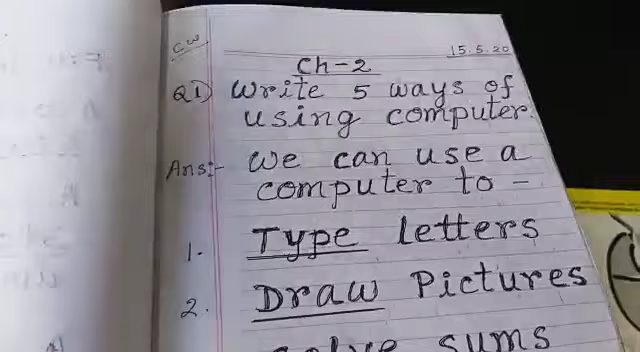 CW
15.5.20
Ch-2
Q1) Write 5 ways of
using computer.
Ans:- We can use a
computer to -
1. Type letters
2. Draw Pictures
solve sums